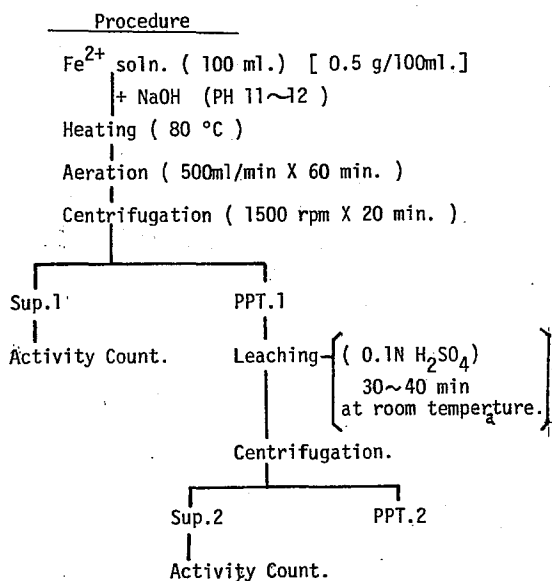 Procedure
Fe²⁺ soln. ( 100 ml.) [ 0.5 g/100ml.]
+ NaOH (PH 11～12 )
Heating ( 80 °C )
Aeration ( 500ml/min X 60 min. )
Centrifugation ( 1500 rpm X 20 min. )
Sup.1 PPT.1
Activity Count. Leaching ( 0.1N H₂SO₄)
30～40 min
at room temperature.
Centrifugation.
Sup.2 PPT.2
Activity Count.